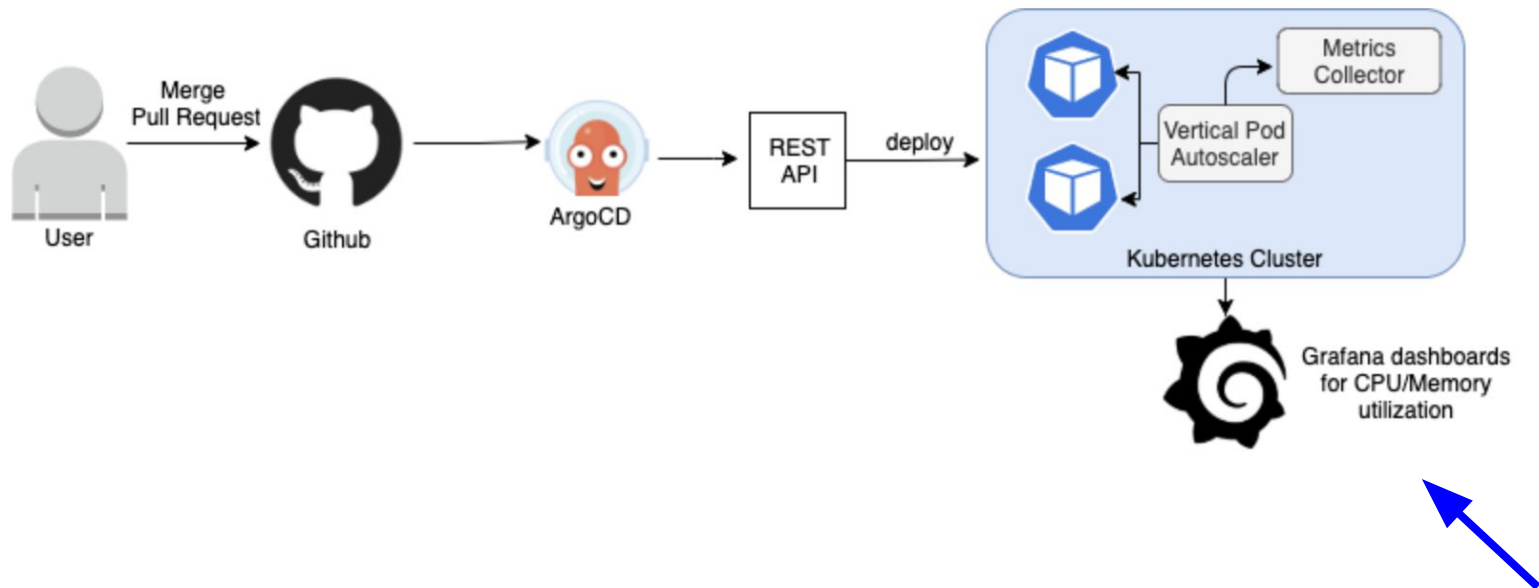 Merge
Pull Request
User
Github
ArgoCD
REST
API
deploy
Metrics
Collector
Vertical Pod
Autoscaler
Kubernetes Cluster
Grafana dashboards
for CPU/Memory
utilization